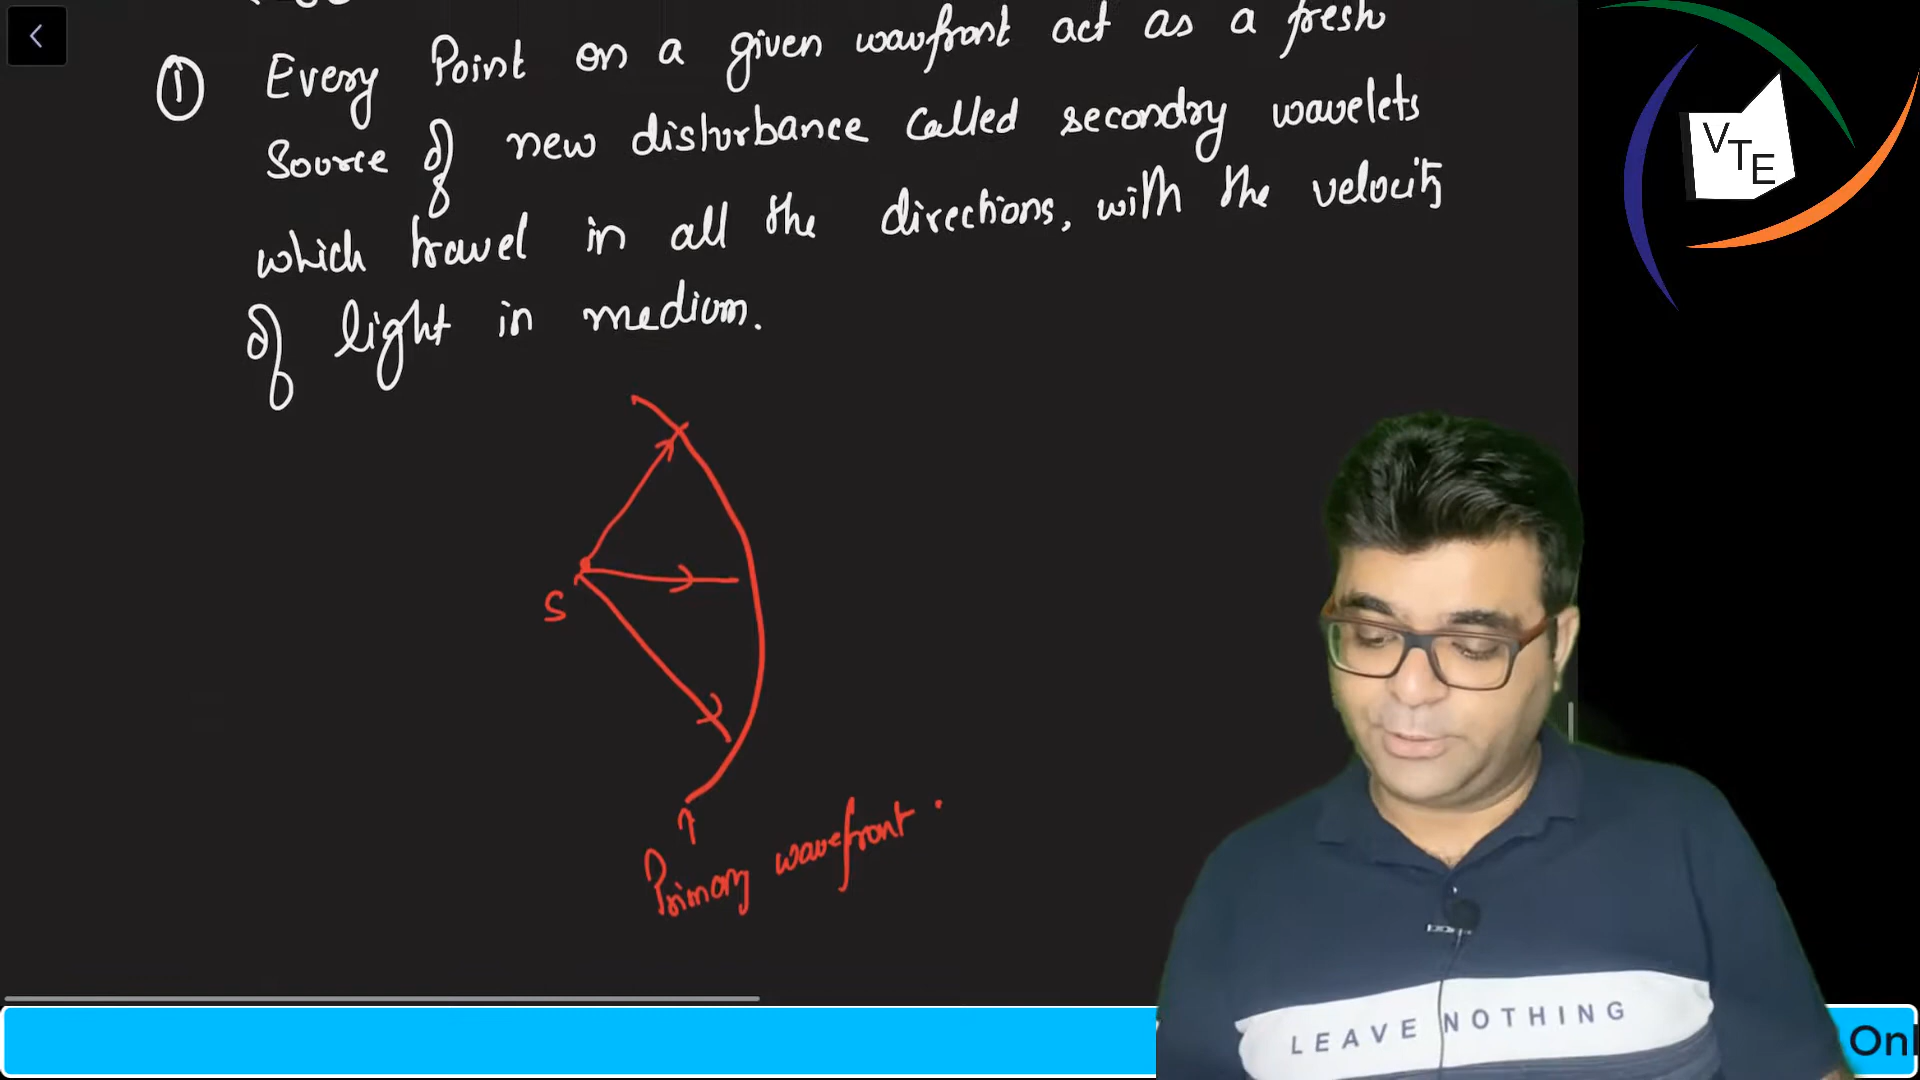 ① Every Point on a given wavfront act as a fresh
Source of new disturbance called secondry wavelets
which travel in all the directions, with the velocity
of light in medium.
S
Primary wavefront
VTE
LEAVE NOTHING
Onl